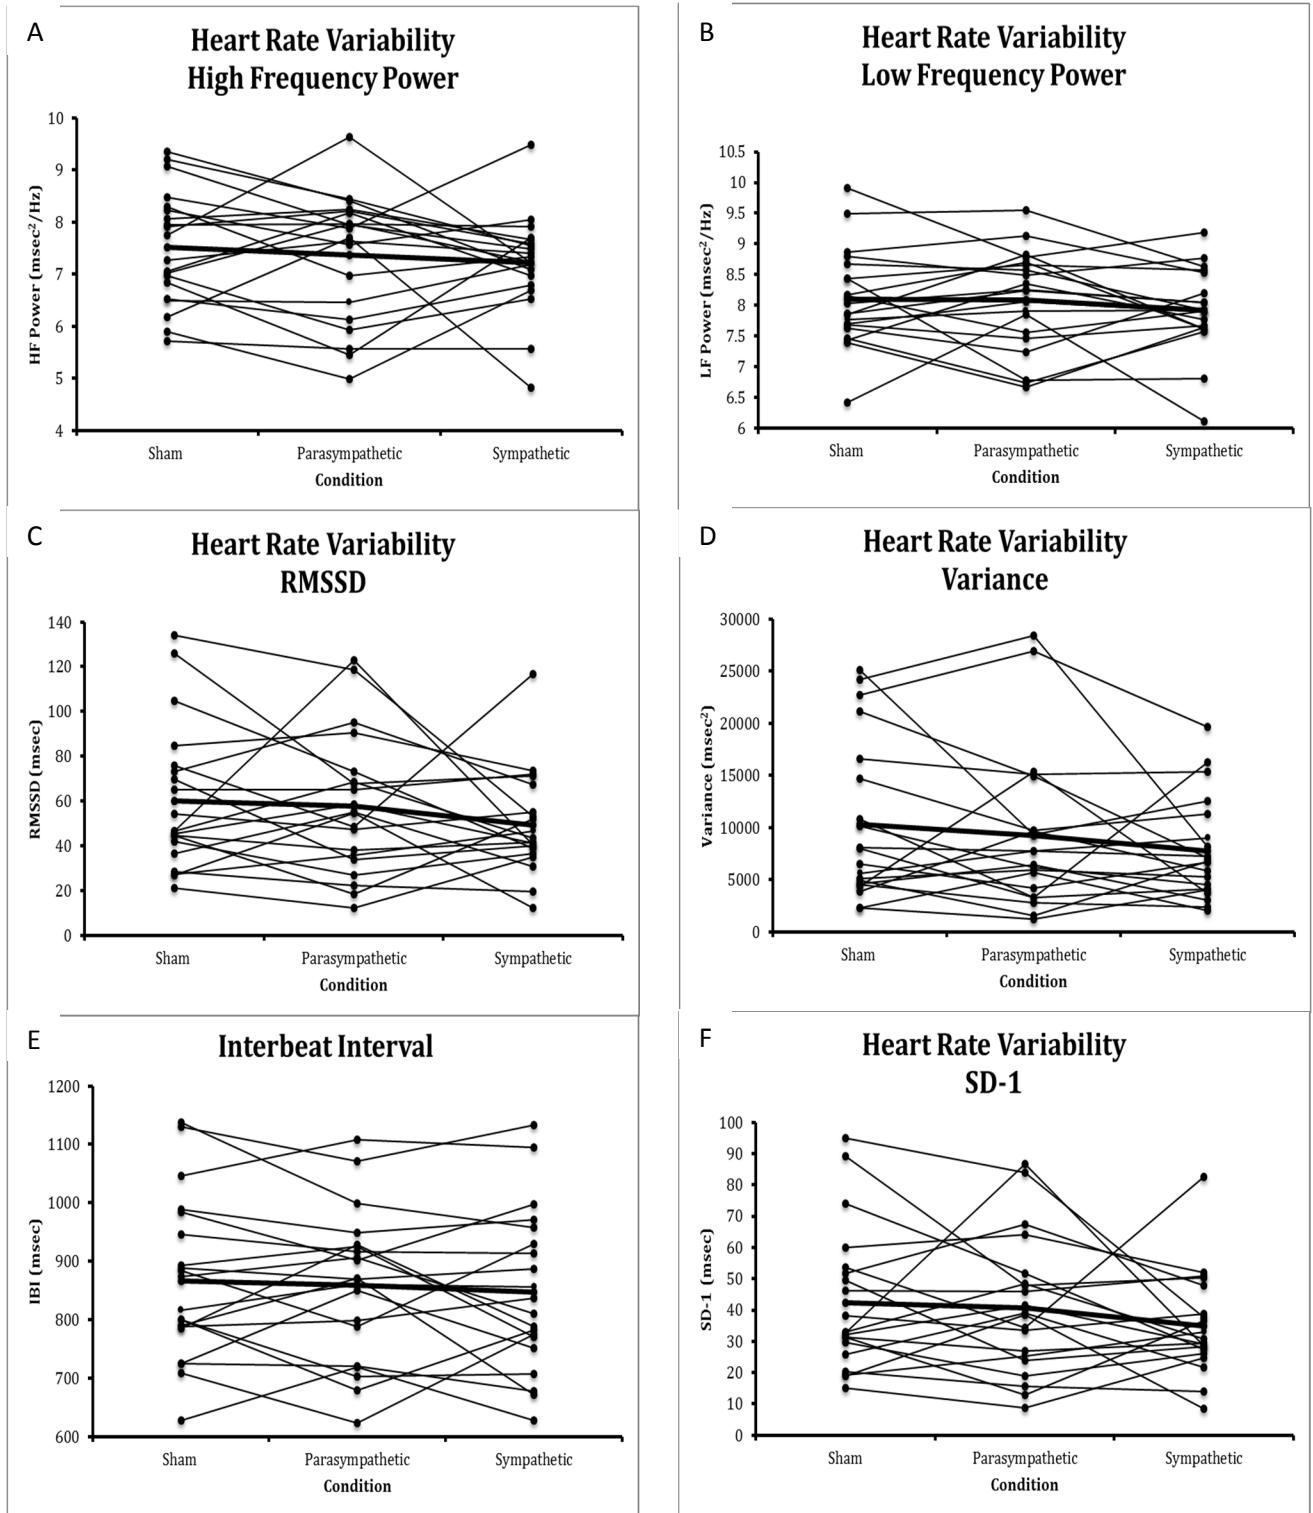 A
Heart Rate Variability
High Frequency Power
HF Power (msec²/Hz)
10
9
8
7
6
5
4
Sham Parasympathetic Sympathetic
Condition
B
Heart Rate Variability
Low Frequency Power
LF Power (msec²/Hz)
10.5
10
9.5
9
8.5
8
7.5
7
6.5
6
Sham Parasympathetic Sympathetic
Condition
C
Heart Rate Variability
RMSSD
RMSSD (msec)
140
120
100
80
60
40
20
0
Sham Parasympathetic Sympathetic
Condition
D
Heart Rate Variability
Variance
Variance (msec²)
30000
25000
20000
15000
10000
5000
0
Sham Parasympathetic Sympathetic
Condition
E
Interbeat Interval
IBI (msec)
1200
1100
1000
900
800
700
600
Sham Parasympathetic Sympathetic
Condition
F
Heart Rate Variability
SD-1
SD-1 (msec)
100
90
80
70
60
50
40
30
20
10
0
Sham Parasympathetic Sympathetic
Condition